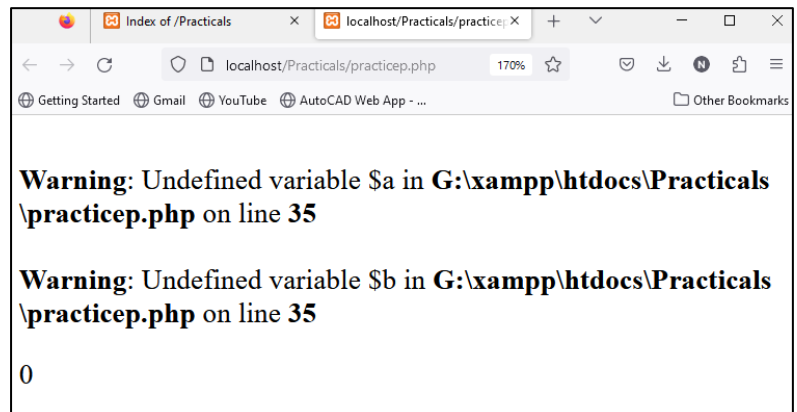 Index of /Practicals
localhost/Practicals/practicep
localhost/Practicals/practicep.php 170% N
Getting Started Gmail YouTube AutoCAD Web App - ... Other Bookmarks
Warning: Undefined variable $a in G:\xampp\htdocs\Practicals
\practicep.php on line 35
Warning: Undefined variable $b in G:\xampp\htdocs\Practicals
\practicep.php on line 35
0